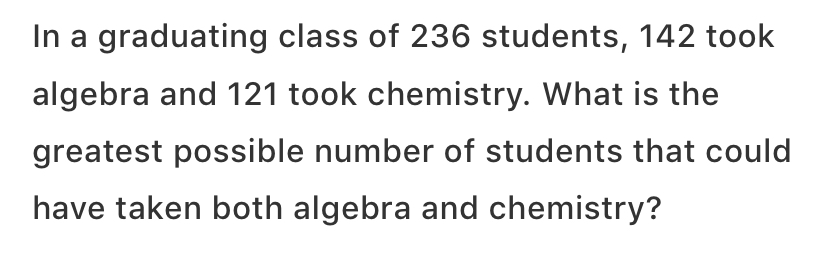 In a graduating class of 236 students, 142 took
algebra and 121 took chemistry. What is the
greatest possible number of students that could
have taken both algebra and chemistry?